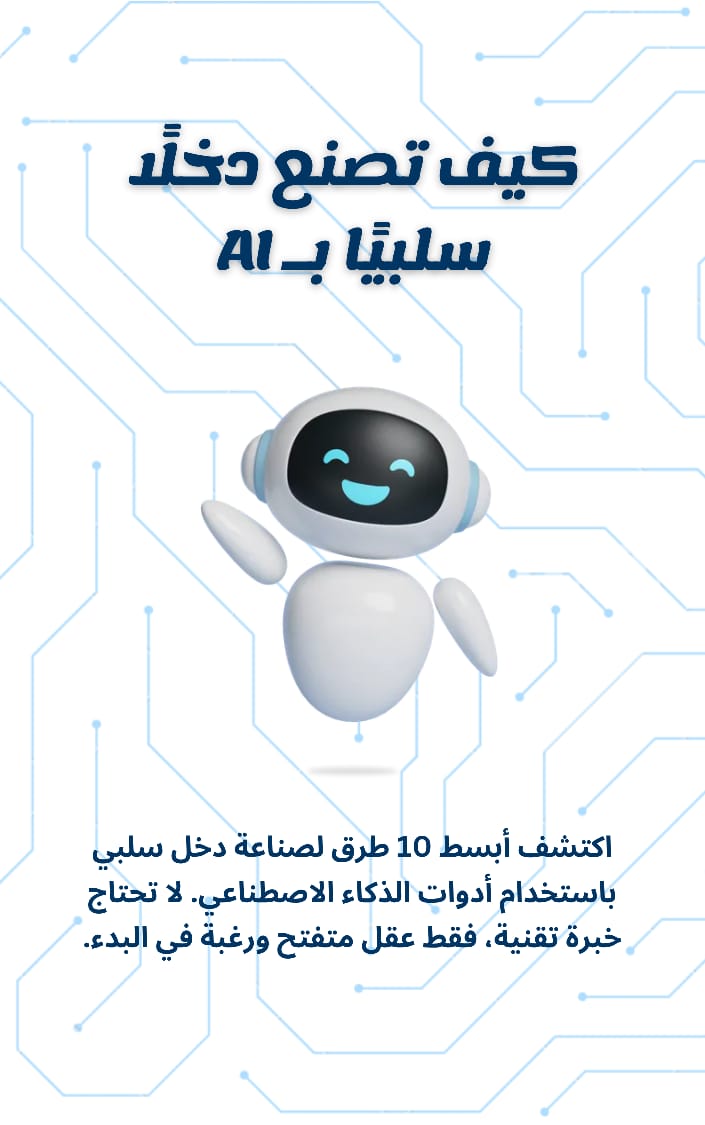 كيف تصنع دخلًا
سلبيًا بـ AI
اكتشف أبسط 10 طرق لصناعة دخل سلبي
باستخدام أدوات الذكاء الاصطناعي. لا تحتاج
خبرة تقنية، فقط عقل متفتح ورغبة في البدء.